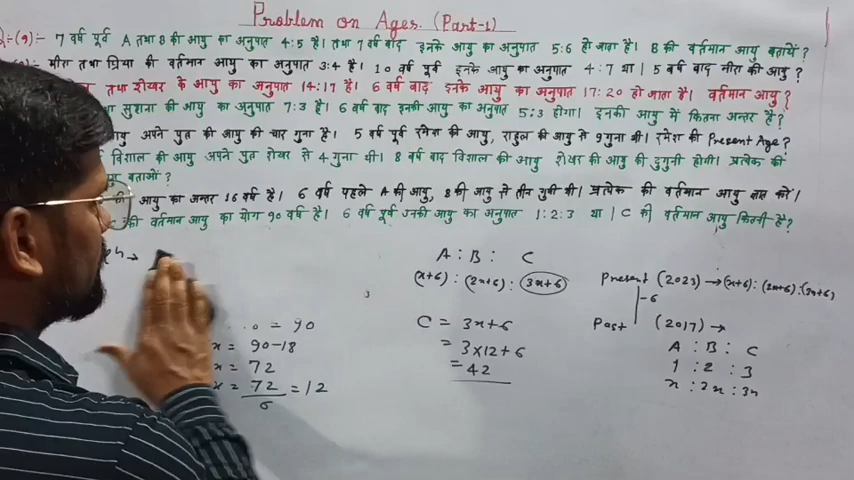 Problem on Ages. (Part-1)
Q:-(1):- 7 वर्ष पूर्व A तथा B की आयु का अनुपात 4:5 है। तथा 7 वर्ष बाद इनके आयु का अनुपात 5:6 हो जाता है। B की वर्तमान आयु बतायें?
मीरा तथा प्रिया की वर्तमान आयु का अनुपात 3:4 है। 10 वर्ष पूर्व इनके आयु का अनुपात 4:7 था। 5 वर्ष बाद मीरा की आयु?
तथा शेखर के आयु का अनुपात 14:17 है। 6 वर्ष बाद इनके आयु का अनुपात 17:20 हो जाता है। वर्तमान आयु?
सुशना की आयु का अनुपात 7:3 है। 6 वर्ष बाद इनकी आयु का अनुपात 5:3 होगा। इनकी आयु में कितना अन्तर है?
आयु अपने पुत्र की आयु की चार गुना है। 5 वर्ष पूर्व रमेश की आयु, राहुल की आयु से 9 गुना थी। रमेश की Present Age?
विशाल की आयु अपने पुत्र शेखर से 4 गुना थी। 8 वर्ष बाद विशाल की आयु शेखर की आयु की दुगुनी होगी। प्रत्येक की
बताओं?
की आयु का अन्तर 16 वर्ष है। 6 वर्ष पहले A की आयु, B की आयु से तीन गुनी थी। प्रत्येक की वर्तमान आयु ज्ञात करें।
की वर्तमान आयु का योग 90 वर्ष है। 6 वर्ष पूर्व उनकी आयु का अनुपात 1:2:3 था। C की वर्तमान आयु कितनी है?
= 90
x = 90-18
x = 72
x = 72/6 = 12
A : B : C
(x+6) : (2x+6) : (3x+6)
C = 3x+6
= 3×12+6
= 42
Present (2023) → (x+6) : (2x+6) : (3x+6)
-6
Past (2017) →
A : B : C
1 : 2 : 3
x : 2x : 3x